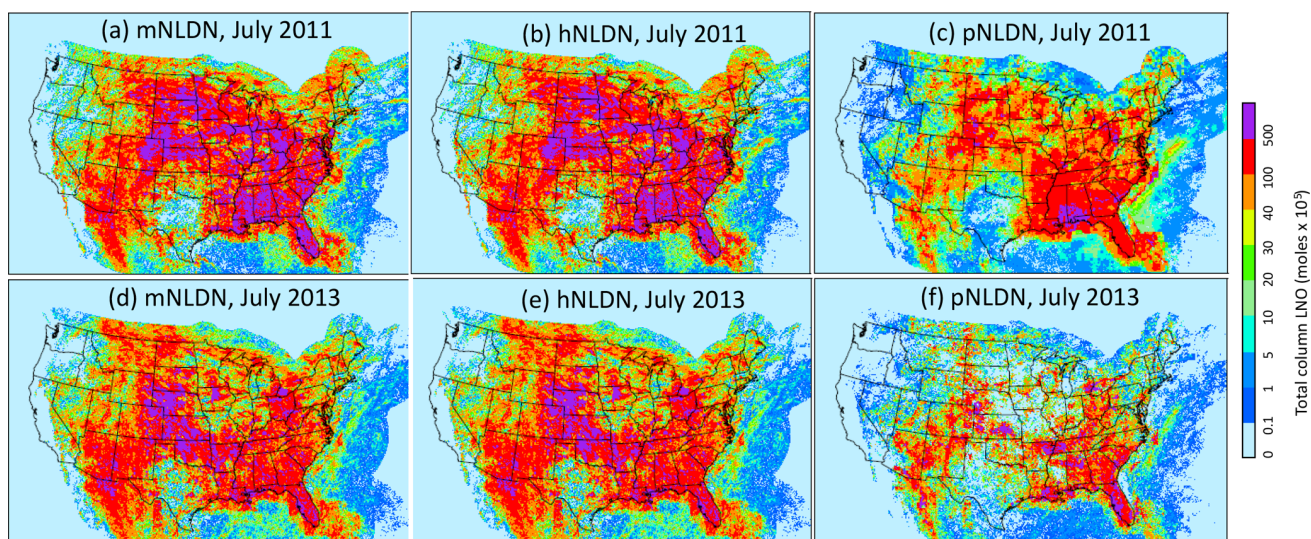 (a) mNLDN, July 2011
(b) hNLDN, July 2011
(c) pNLDN, July 2011
(d) mNLDN, July 2013
(e) hNLDN, July 2013
(f) pNLDN, July 2013
500
100
40
30
20
10
5
1
0.1
0
Total column LNO (moles x 10⁵)